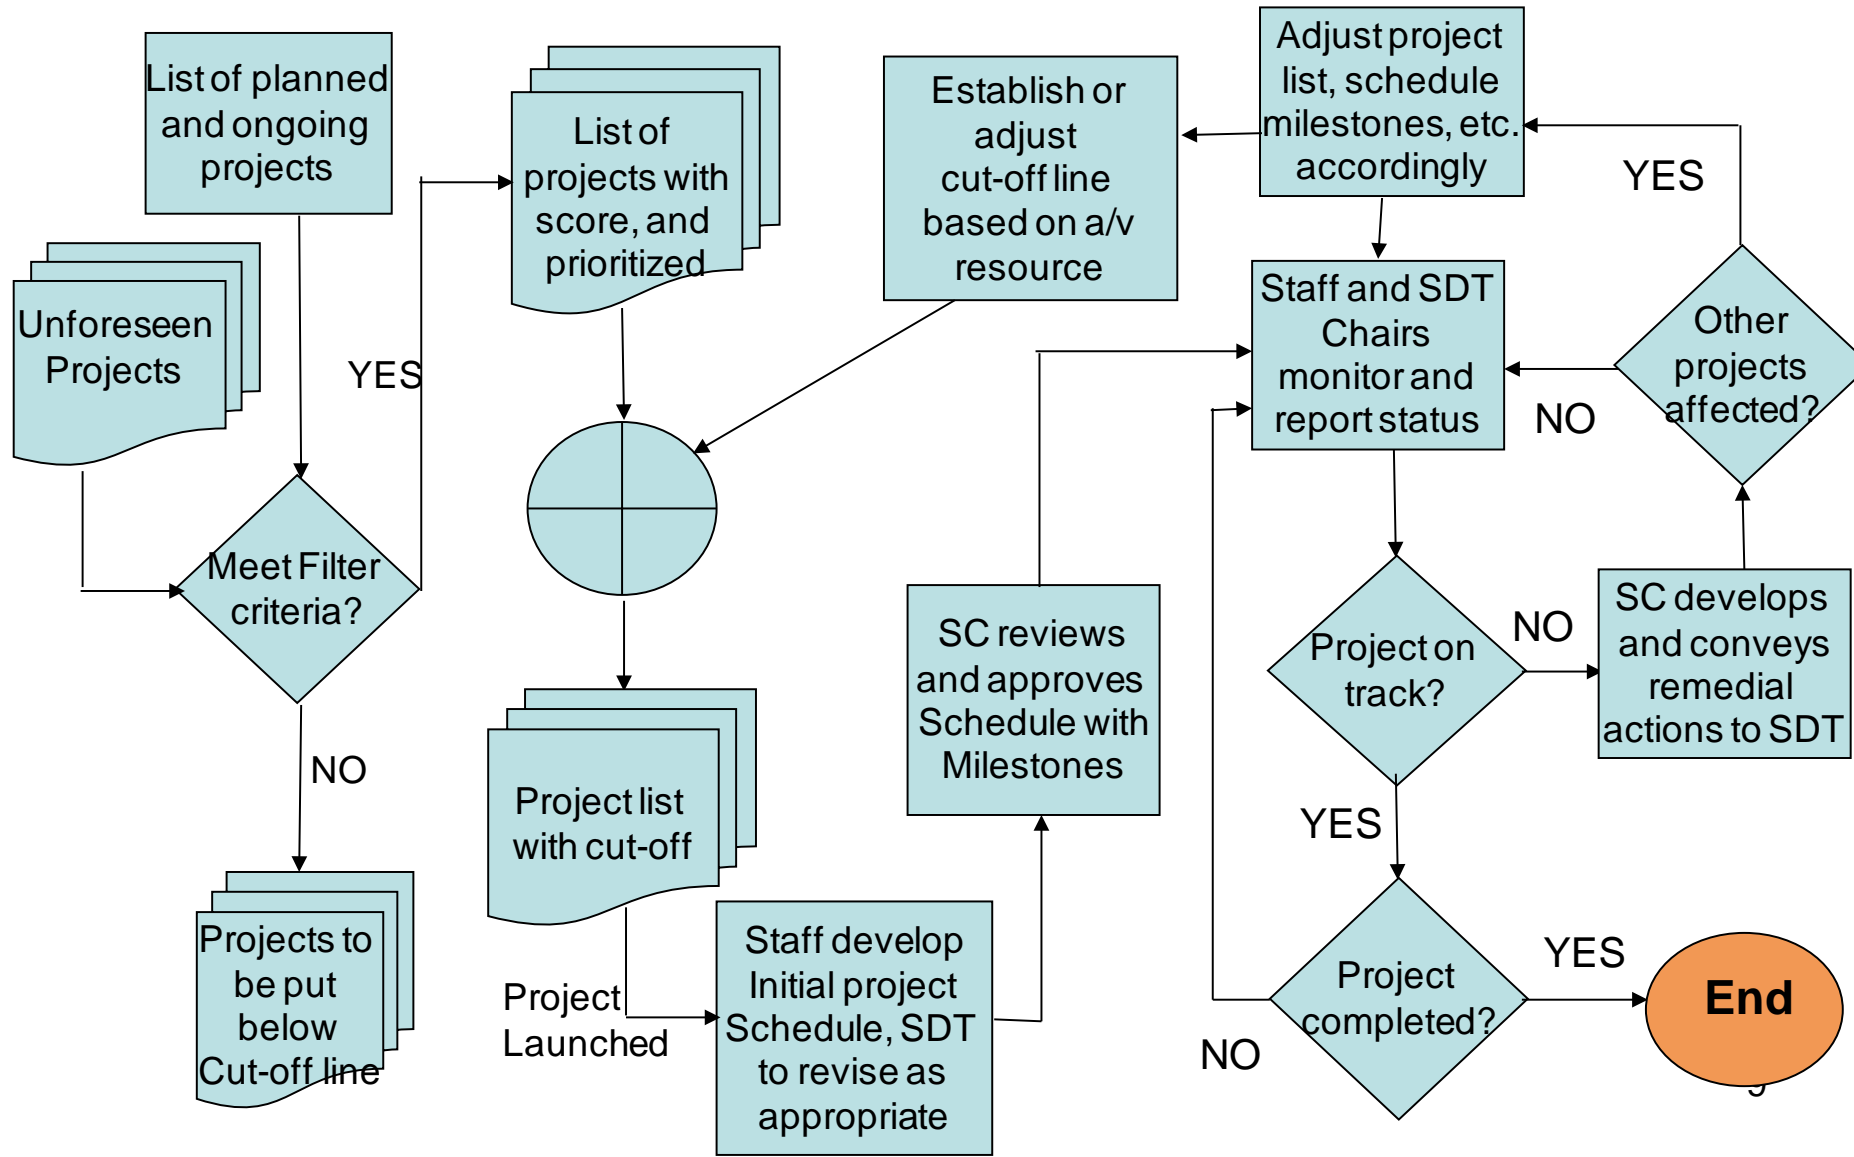 List of planned
and ongoing
projects
Unforeseen
Projects
Meet Filter
criteria?
YES
NO
Projects to
be put
below
Cut-off line
List of
projects with
score, and
prioritized
Project list
with cut-off
Project
Launched
Staff develop
Initial project
Schedule, SDT
to revise as
appropriate
SC reviews
and approves
Schedule with
Milestones
Establish or
adjust
cut-off line
based on a/v
resource
Adjust project
list, schedule
milestones, etc.
accordingly
Staff and SDT
Chairs
monitor and
report status
Project on
track?
NO
SC develops
and conveys
remedial
actions to SDT
Other
projects
affected?
YES
NO
YES
Project
completed?
NO
YES
End